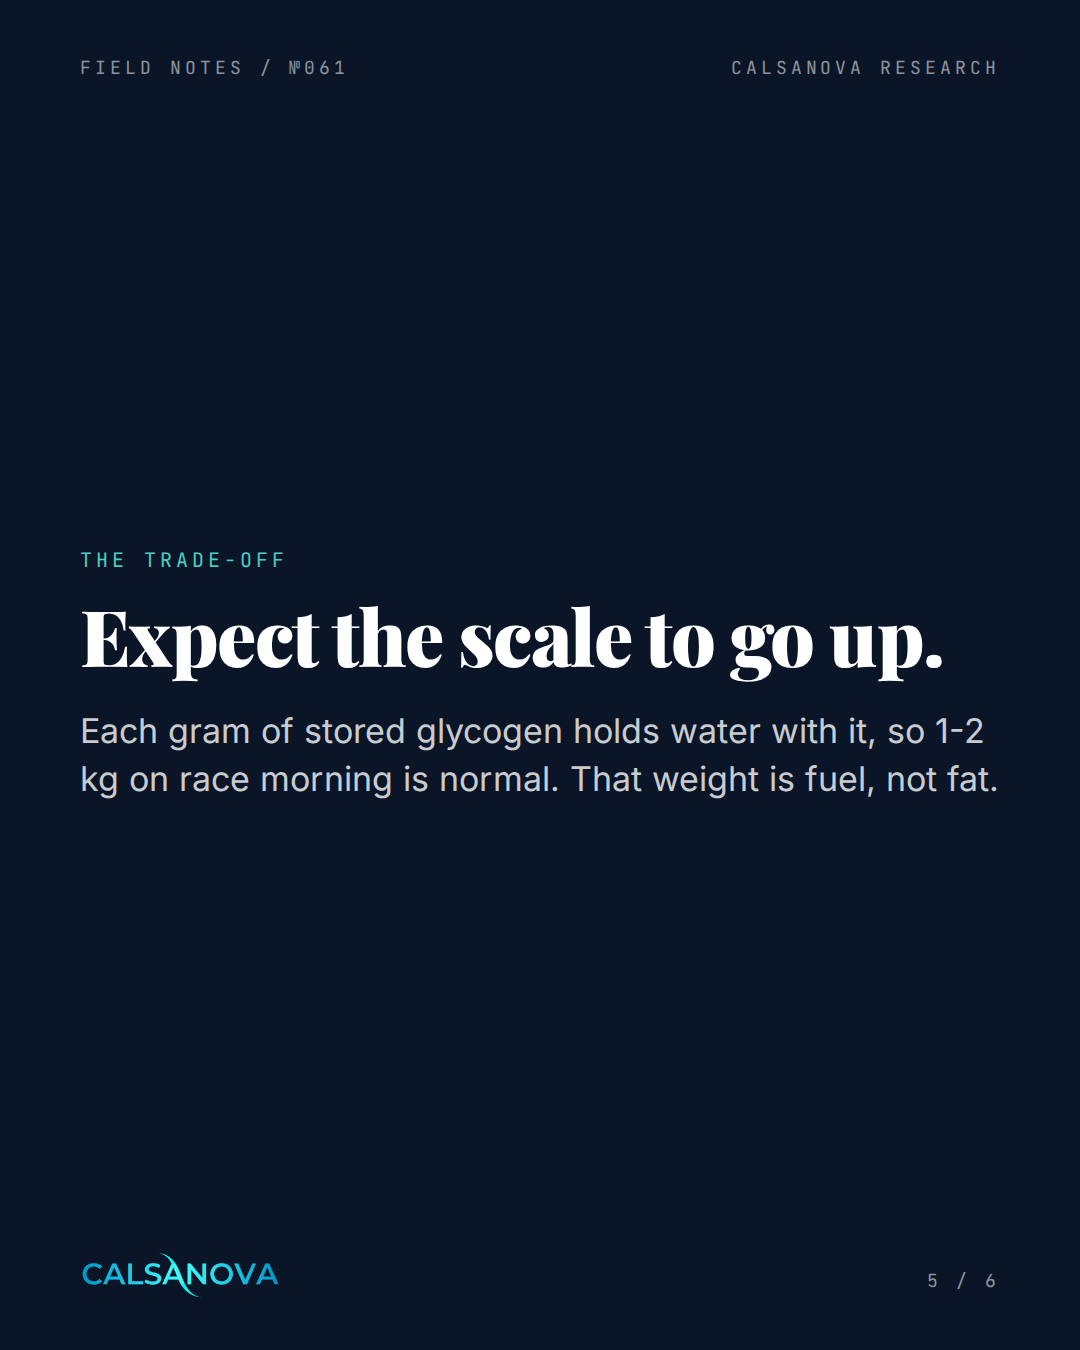 FIELD NOTES / №061
CALSANOVA RESEARCH
THE TRADE-OFF
Expect the scale to go up.
Each gram of stored glycogen holds water with it, so 1-2
kg on race morning is normal. That weight is fuel, not fat.
CALSANOVA
5 / 6